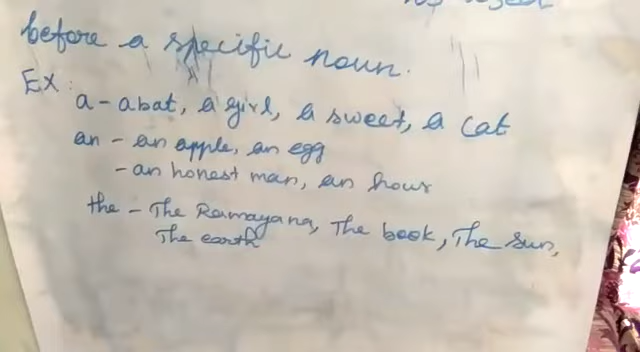 before a specific noun.
Ex:
a - a bat, a girl, a sweet, a cat
an - an apple, an egg
- an honest man, an hour
the - The Ramayana, The book, The sun,
The earth